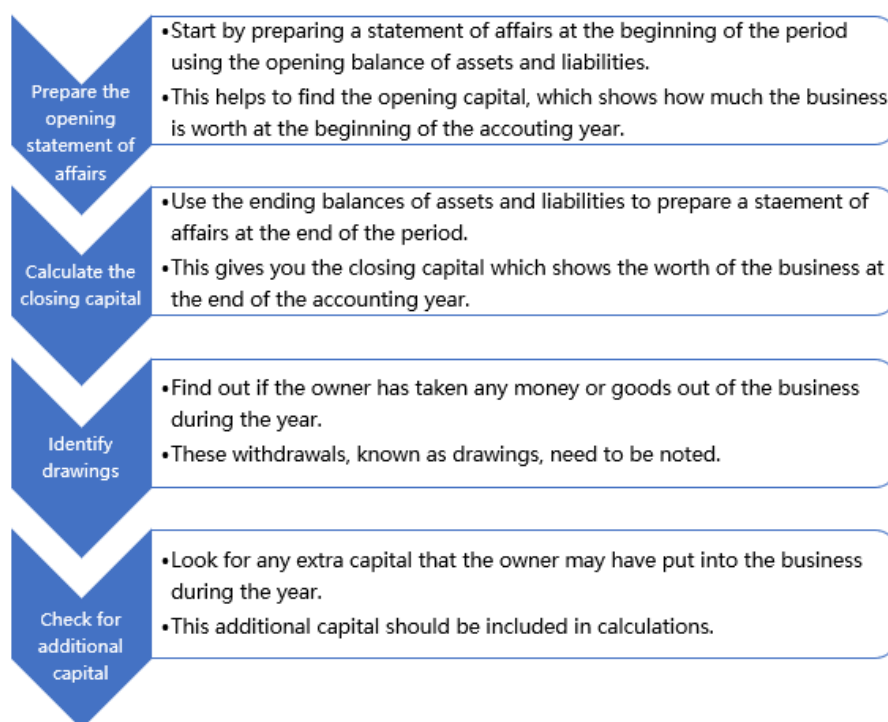 Prepare the
opening
statement of
affairs
•Start by preparing a statement of affairs at the beginning of the period
using the opening balance of assets and liabilities.
•This helps to find the opening capital, which shows how much the business
is worth at the beginning of the accouting year.
Calculate the
closing capital
•Use the ending balances of assets and liabilities to prepare a staement of
affairs at the end of the period.
•This gives you the closing capital which shows the worth of the business at
the end of the accounting year.
Identify
drawings
•Find out if the owner has taken any money or goods out of the business
during the year.
•These withdrawals, known as drawings, need to be noted.
Check for
additional
capital
•Look for any extra capital that the owner may have put into the business
during the year.
•This additional capital should be included in calculations.